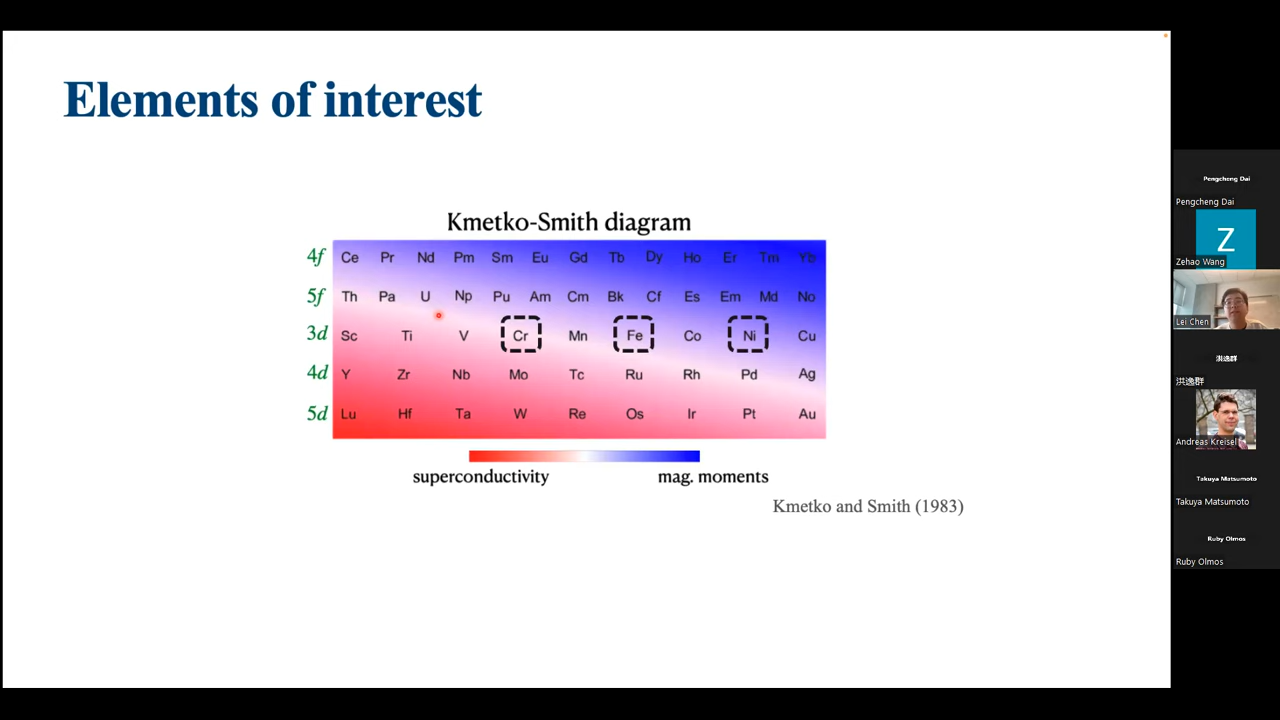 Elements of interest
Kmetko-Smith diagram
4f Ce Pr Nd Pm Sm Eu Gd Tb Dy Ho Er Tm Yb
5f Th Pa U Np Pu Am Cm Bk Cf Es Em Md No
3d Sc Ti V Cr Mn Fe Co Ni Cu
4d Y Zr Nb Mo Tc Ru Rh Pd Ag
5d Lu Hf Ta W Re Os Ir Pt Au
superconductivity mag. moments
Kmetko and Smith (1983)
Pengcheng Dai
Pengcheng Dai
Z
Zehao Wang
Lei Chen
洪逸群
洪逸群
Andreas Kreisel
Takuya Matsumoto
Takuya Matsumoto
Ruby Olmos
Ruby Olmos